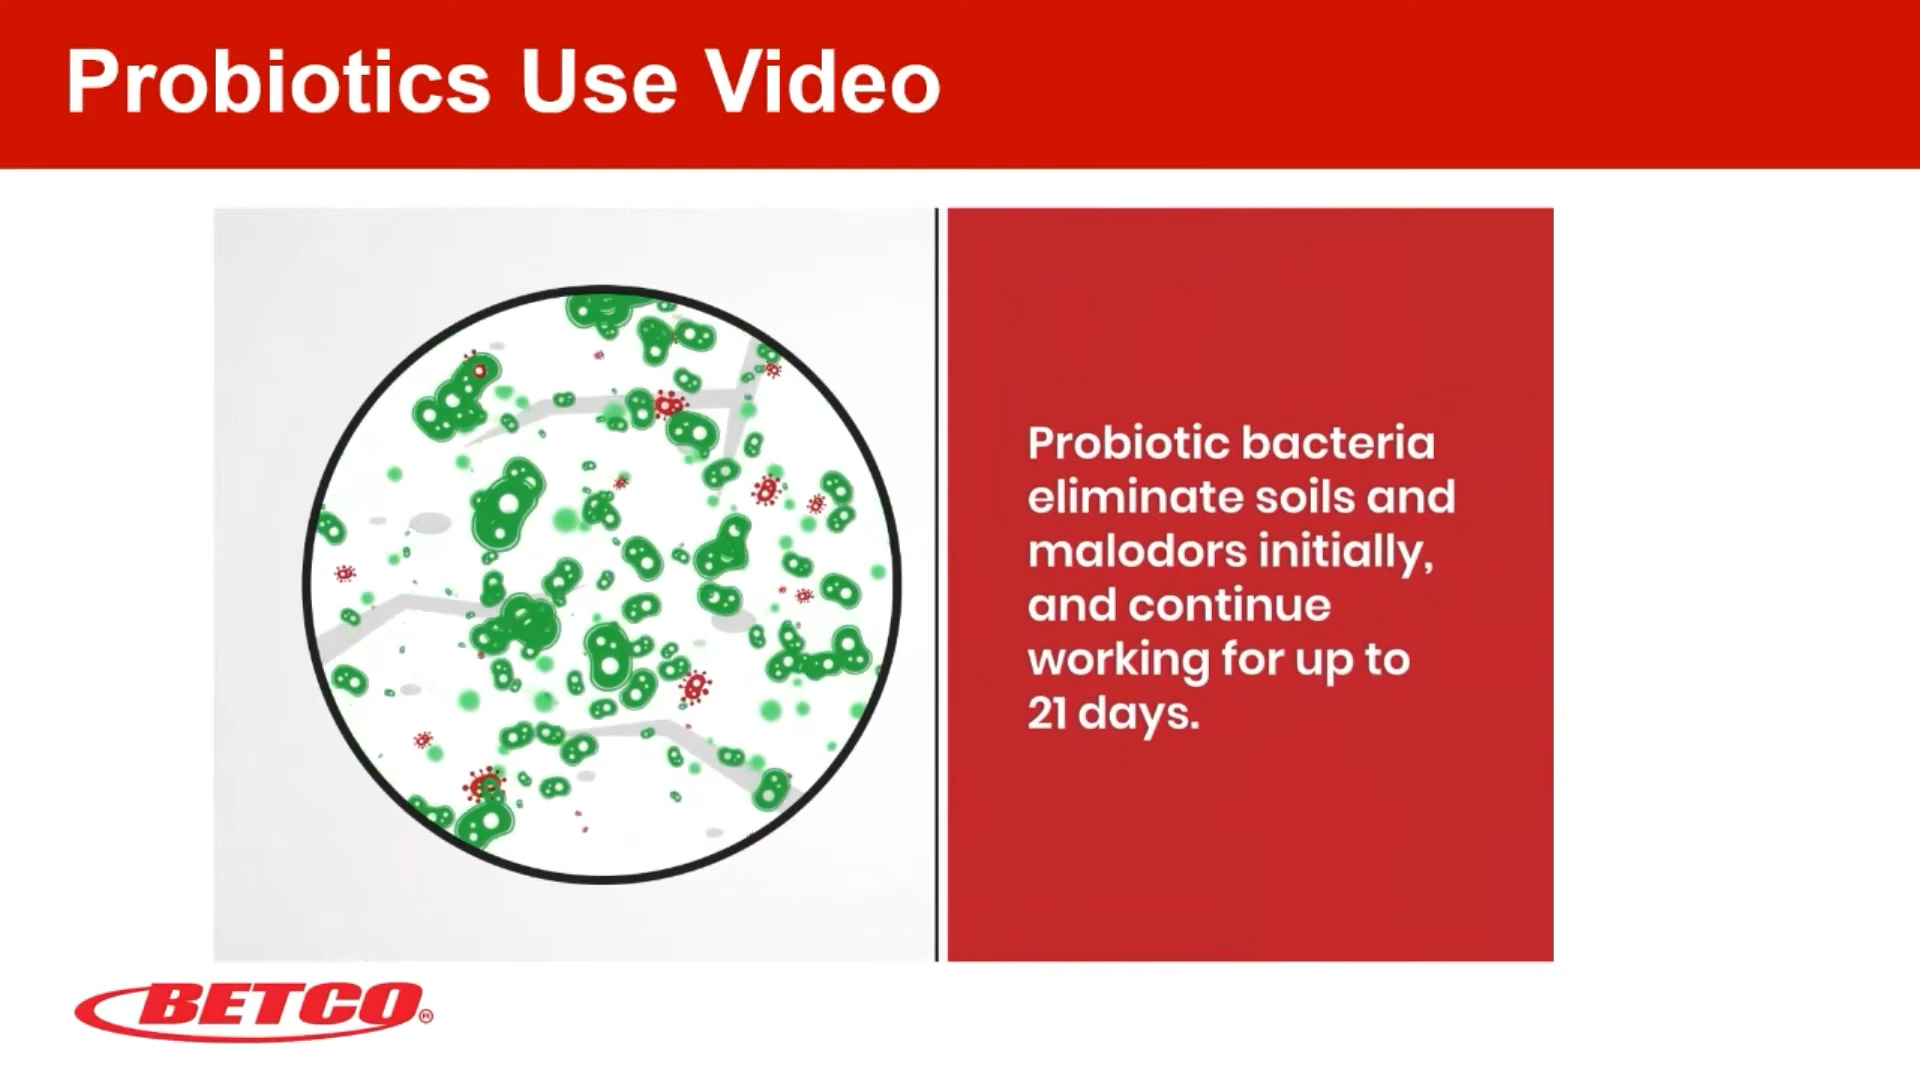 Probiotics Use Video
Probiotic bacteria
eliminate soils and
malodors initially,
and continue
working for up to
21 days.
BETCO®